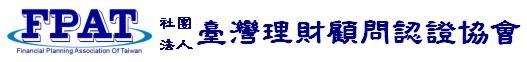 FPAT
Financial Planning Association Of Taiwan
社團
法人
臺灣理財顧問認證協會